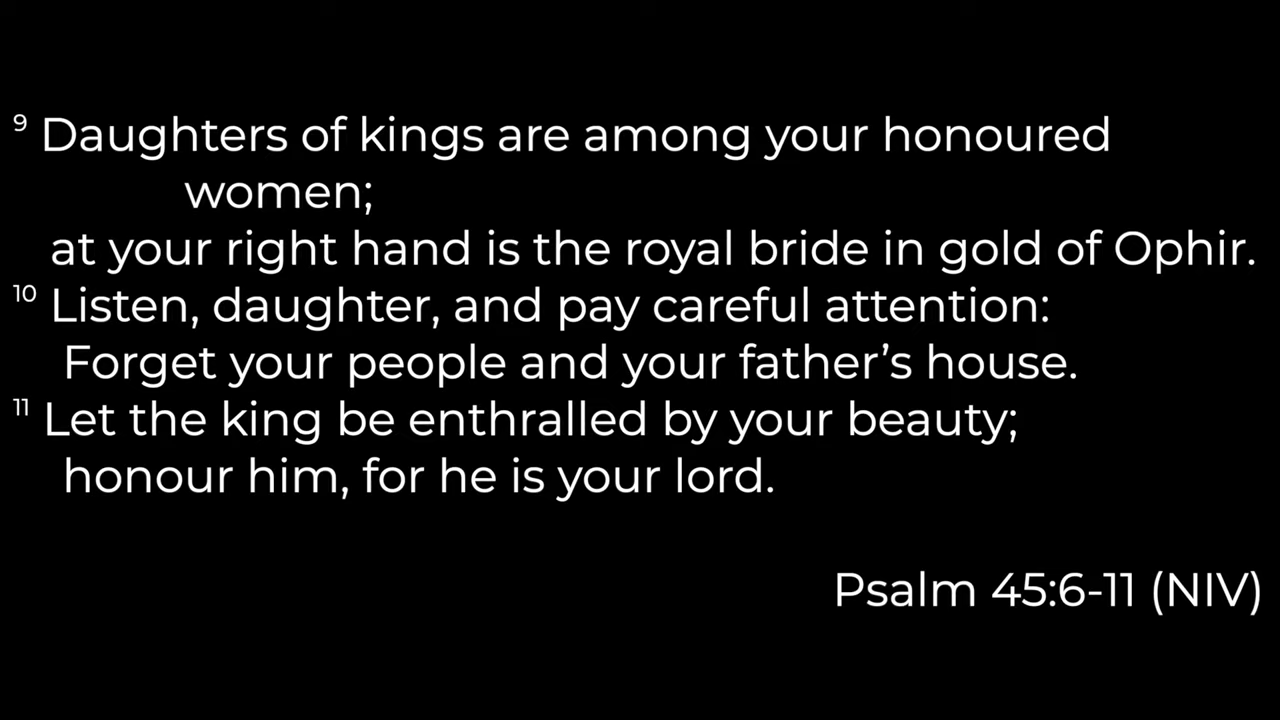 9 Daughters of kings are among your honoured
women;
at your right hand is the royal bride in gold of Ophir.
10 Listen, daughter, and pay careful attention:
Forget your people and your father’s house.
11 Let the king be enthralled by your beauty;
honour him, for he is your lord.
Psalm 45:6-11 (NIV)